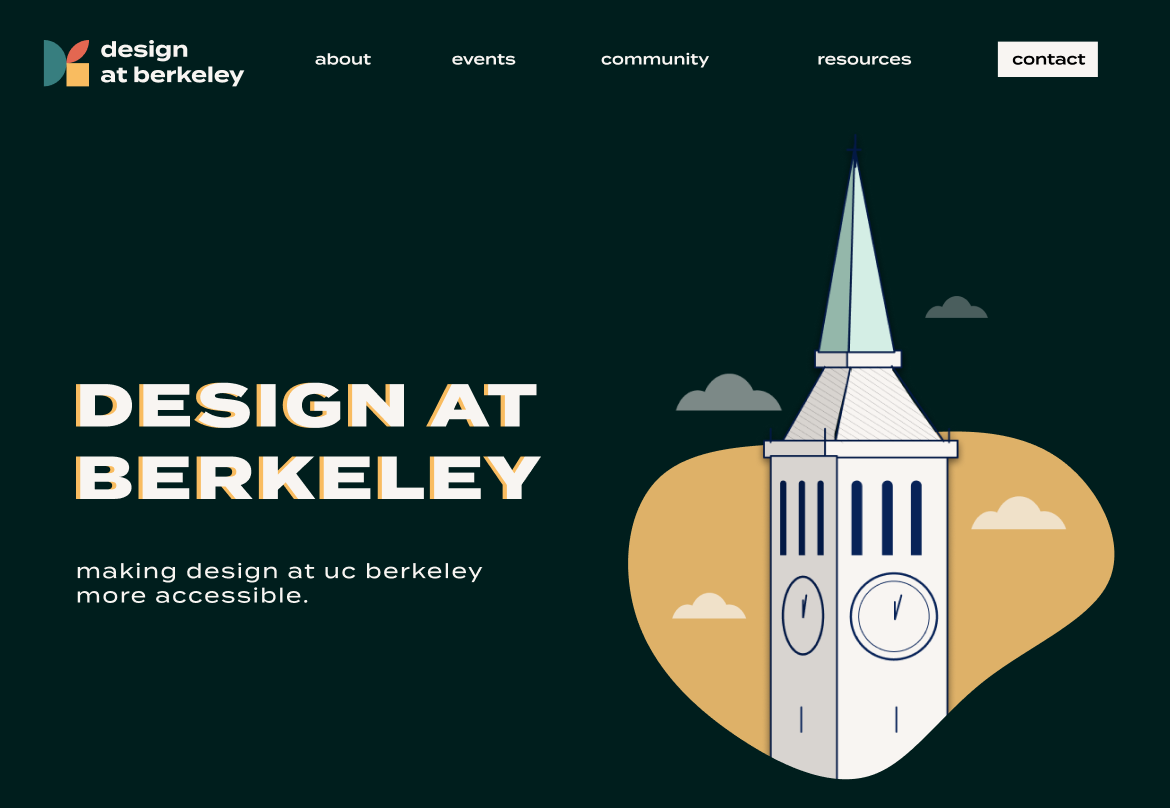 design
at berkeley
about
events
community
resources
contact
DESIGN AT
BERKELEY
making design at uc berkeley
more accessible.